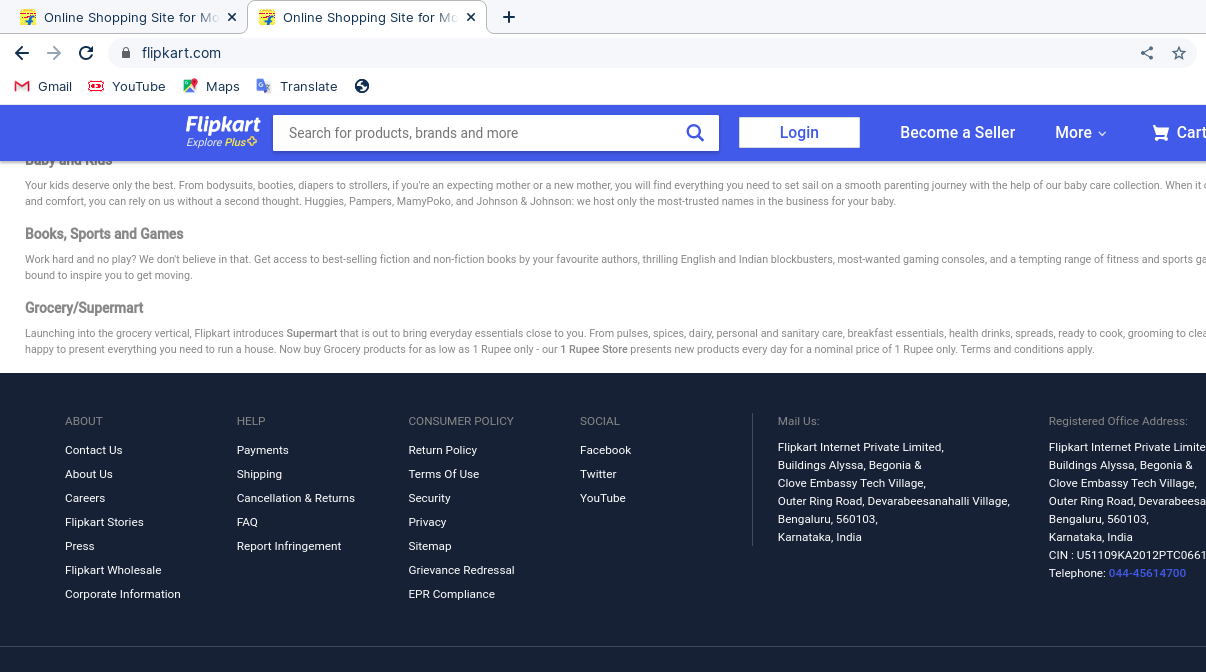 Online Shopping Site for Mo
Online Shopping Site for Mo
flipkart.com
Gmail
YouTube
Maps
Translate
Flipkart
Explore Plus
Search for products, brands and more
Login
Become a Seller
More
Cart
Baby and Kids
Your kids deserve only the best. From bodysuits, booties, diapers to strollers, if you're an expecting mother or a new mother, you will find everything you need to set sail on a smooth parenting journey with the help of our baby care collection. When it
and comfort, you can rely on us without a second thought. Huggies, Pampers, MamyPoko, and Johnson & Johnson: we host only the most-trusted names in the business for your baby.
Books, Sports and Games
Work hard and no play? We don't believe in that. Get access to best-selling fiction and non-fiction books by your favourite authors, thrilling English and Indian blockbusters, most-wanted gaming consoles, and a tempting range of fitness and sports ga
bound to inspire you to get moving.
Grocery/Supermart
Launching into the grocery vertical, Flipkart introduces Supermart that is out to bring everyday essentials close to you. From pulses, spices, dairy, personal and sanitary care, breakfast essentials, health drinks, spreads, ready to cook, grooming to clea
happy to present everything you need to run a house. Now buy Grocery products for as low as 1 Rupee only - our 1 Rupee Store presents new products every day for a nominal price of 1 Rupee only. Terms and conditions apply.
ABOUT
Contact Us
About Us
Careers
Flipkart Stories
Press
Flipkart Wholesale
Corporate Information
HELP
Payments
Shipping
Cancellation & Returns
FAQ
Report Infringement
CONSUMER POLICY
Return Policy
Terms Of Use
Security
Privacy
Sitemap
Grievance Redressal
EPR Compliance
SOCIAL
Facebook
Twitter
YouTube
Mail Us:
Flipkart Internet Private Limited,
Buildings Alyssa, Begonia &
Clove Embassy Tech Village,
Outer Ring Road, Devarabeesanahalli Village,
Bengaluru, 560103,
Karnataka, India
Registered Office Address:
Flipkart Internet Private Limite
Buildings Alyssa, Begonia &
Clove Embassy Tech Village,
Outer Ring Road, Devarabeesa
Bengaluru, 560103,
Karnataka, India
CIN : U51109KA2012PTC0661
Telephone: 044-45614700